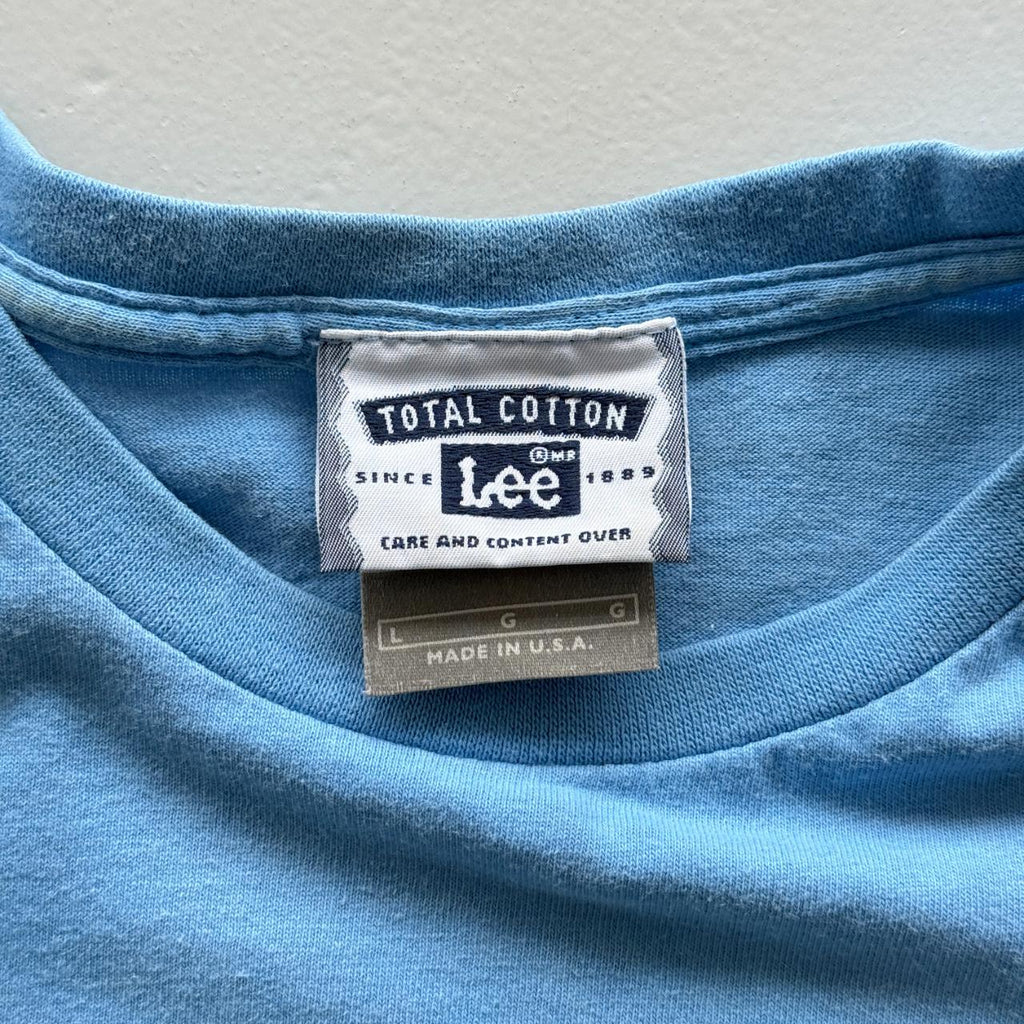 TOTAL COTTON
®MR
SINCE Lee 1889
CARE AND CONTENT OVER
L G G
MADE IN U.S.A.